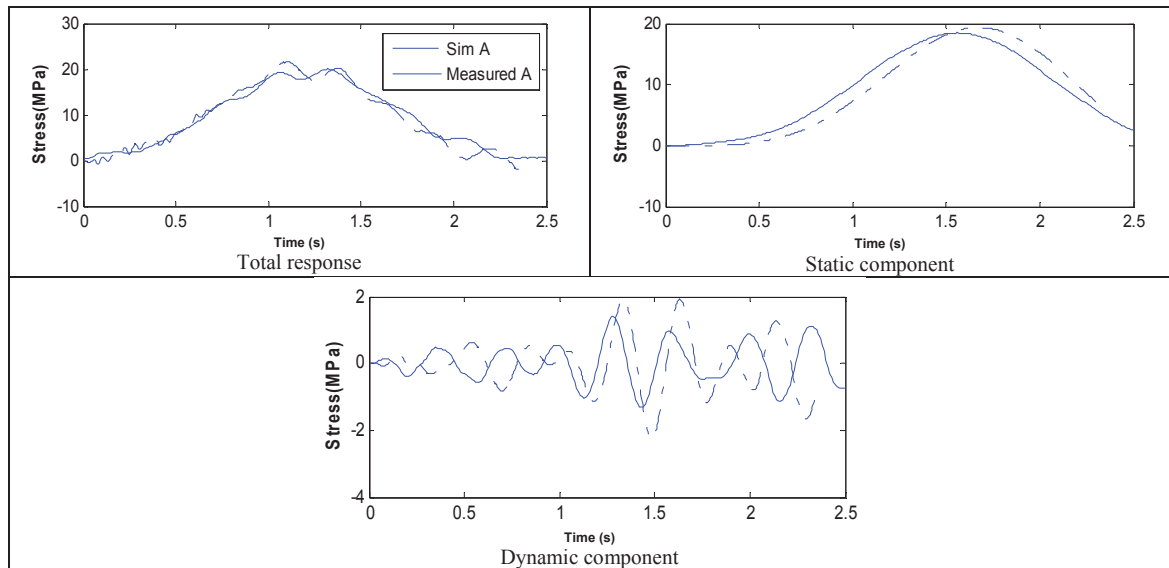 30
20
10
0
-10
Stress(MPa)
Sim A
Measured A
0 0.5 1 1.5 2 2.5
Time (s)
Total response
20
10
0
-10
Stress(MPa)
0 0.5 1 1.5 2 2.5
Time (s)
Static component
2
0
-2
-4
Stress(MPa)
0 0.5 1 1.5 2 2.5
Time (s)
Dynamic component